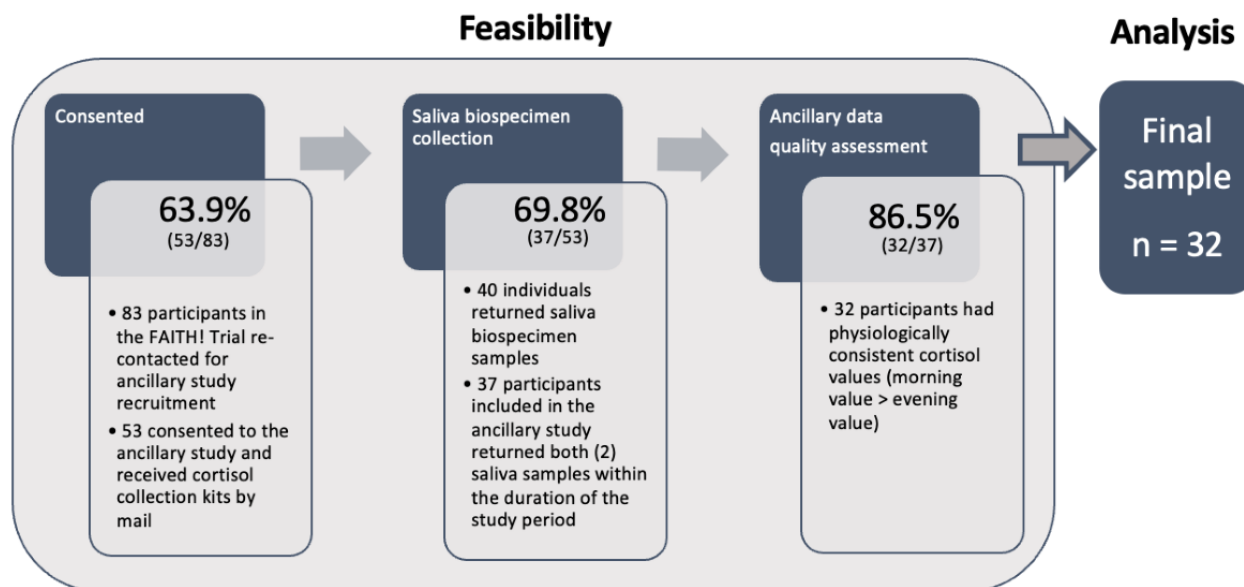 Feasibility
Analysis
Consented
63.9%
(53/83)
• 83 participants in
the FAITH! Trial re-
contacted for
ancillary study
recruitment
• 53 consented to the
ancillary study and
received cortisol
collection kits by
mail
Saliva biospecimen
collection
69.8%
(37/53)
• 40 individuals
returned saliva
biospecimen
samples
• 37 participants
included in the
ancillary study
returned both (2)
saliva samples within
the duration of the
study period
Ancillary data
quality assessment
86.5%
(32/37)
• 32 participants had
physiologically
consistent cortisol
values (morning
value > evening
value)
Final
sample
n = 32